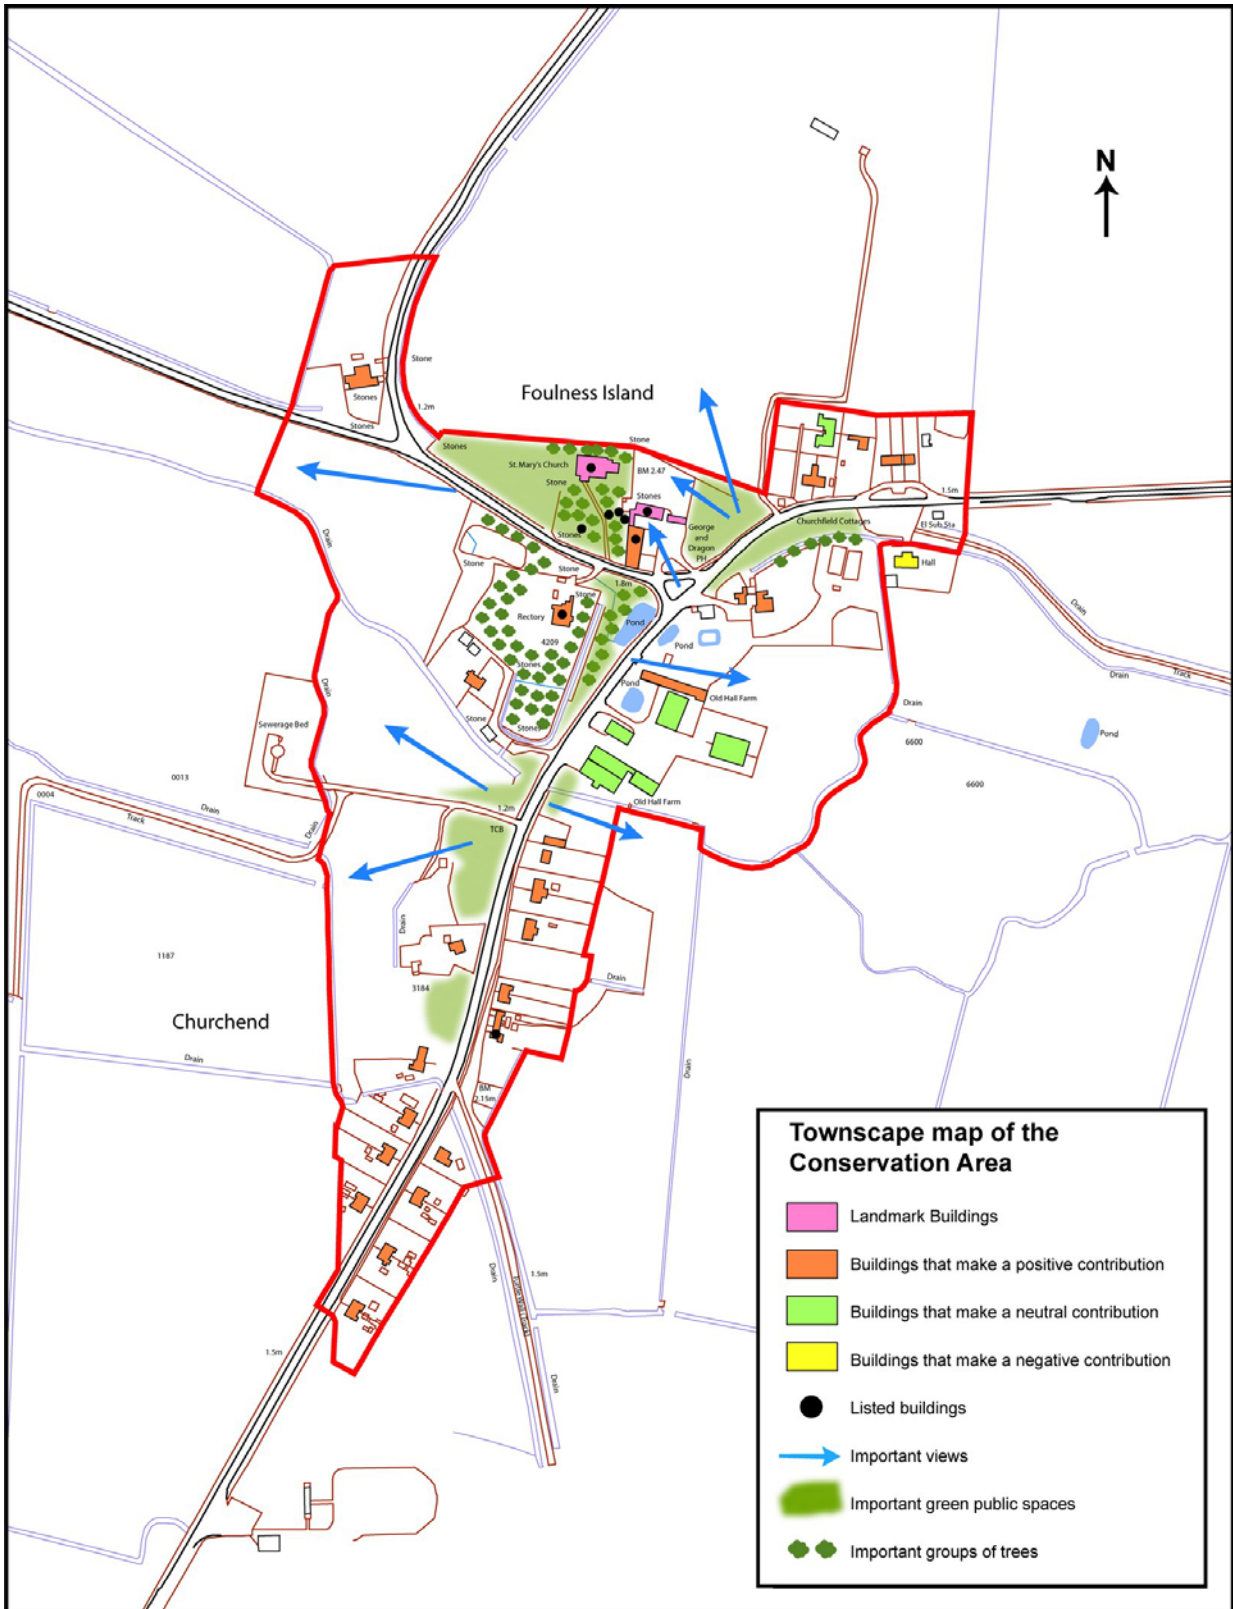 N
Foulness Island
Stone
Stones
1.2m
Stones
Stones
Stone
St. Mary's Church
BM 2.47
Stone
Stones
1.5m
Churchfield Cottages
George
and
Dragon
PH
El Sub Sta
Stones
Drain
Hall
Stone
Stone
1.8m
Stone
Rectory
Pond
4209
Pond
Drain
Stones
Track
Drain
Drain
Pond
Old Hall Farm
Drain
Stone
Stones
Sewerage Bed
Pond
6600
0013
6600
0004
1.2m
Old Hall Farm
Drain
Track
Drain
TCB
Drain
1187
Drain
3184
Churchend
Drain
Drain
BM
2.15m
Drain
1.5m
Drain
1.5m
Drain
Townscape map of the
Conservation Area
Landmark Buildings
Buildings that make a positive contribution
Buildings that make a neutral contribution
Buildings that make a negative contribution
Listed buildings
Important views
Important green public spaces
Important groups of trees